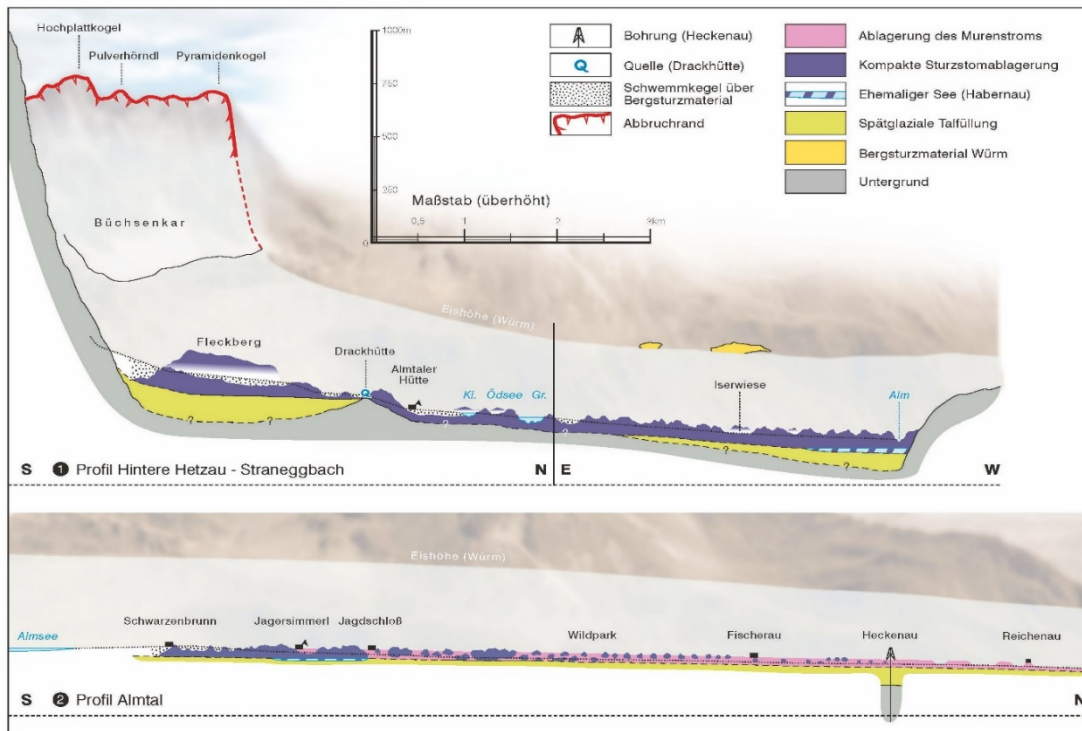 Hochplattkogel
Pulverhörndl
Pyramidenkogel
Büchsenkar
1000m
750
500
250
0
Maßstab (überhöht)
0,5
1
2
3km
Bohrung (Heckenau)
Q
Quelle (Drackhütte)
Schwemmkegel über
Bergsturzmaterial
Abbruchrand
Ablagerung des Murenstroms
Kompakte Sturzstomablagerung
Ehemaliger See (Habernau)
Spätglaziale Talfüllung
Bergsturzmaterial Würm
Untergrund
Eishöhe (Würm)
Fleckberg
Drackhütte
Q
Almtaler
Hütte
Kl. Ödsee Gr.
Iserwiese
Alm
? ? ? ? ? ?
S 1 Profil Hintere Hetzau - Straneggbach N E W
Eishöhe (Würm)
Almsee
Schwarzenbrunn
Jagersimmerl
Jagdschloß
Wildpark
Fischerau
Heckenau
Reichenau
S 2 Profil Almtal N